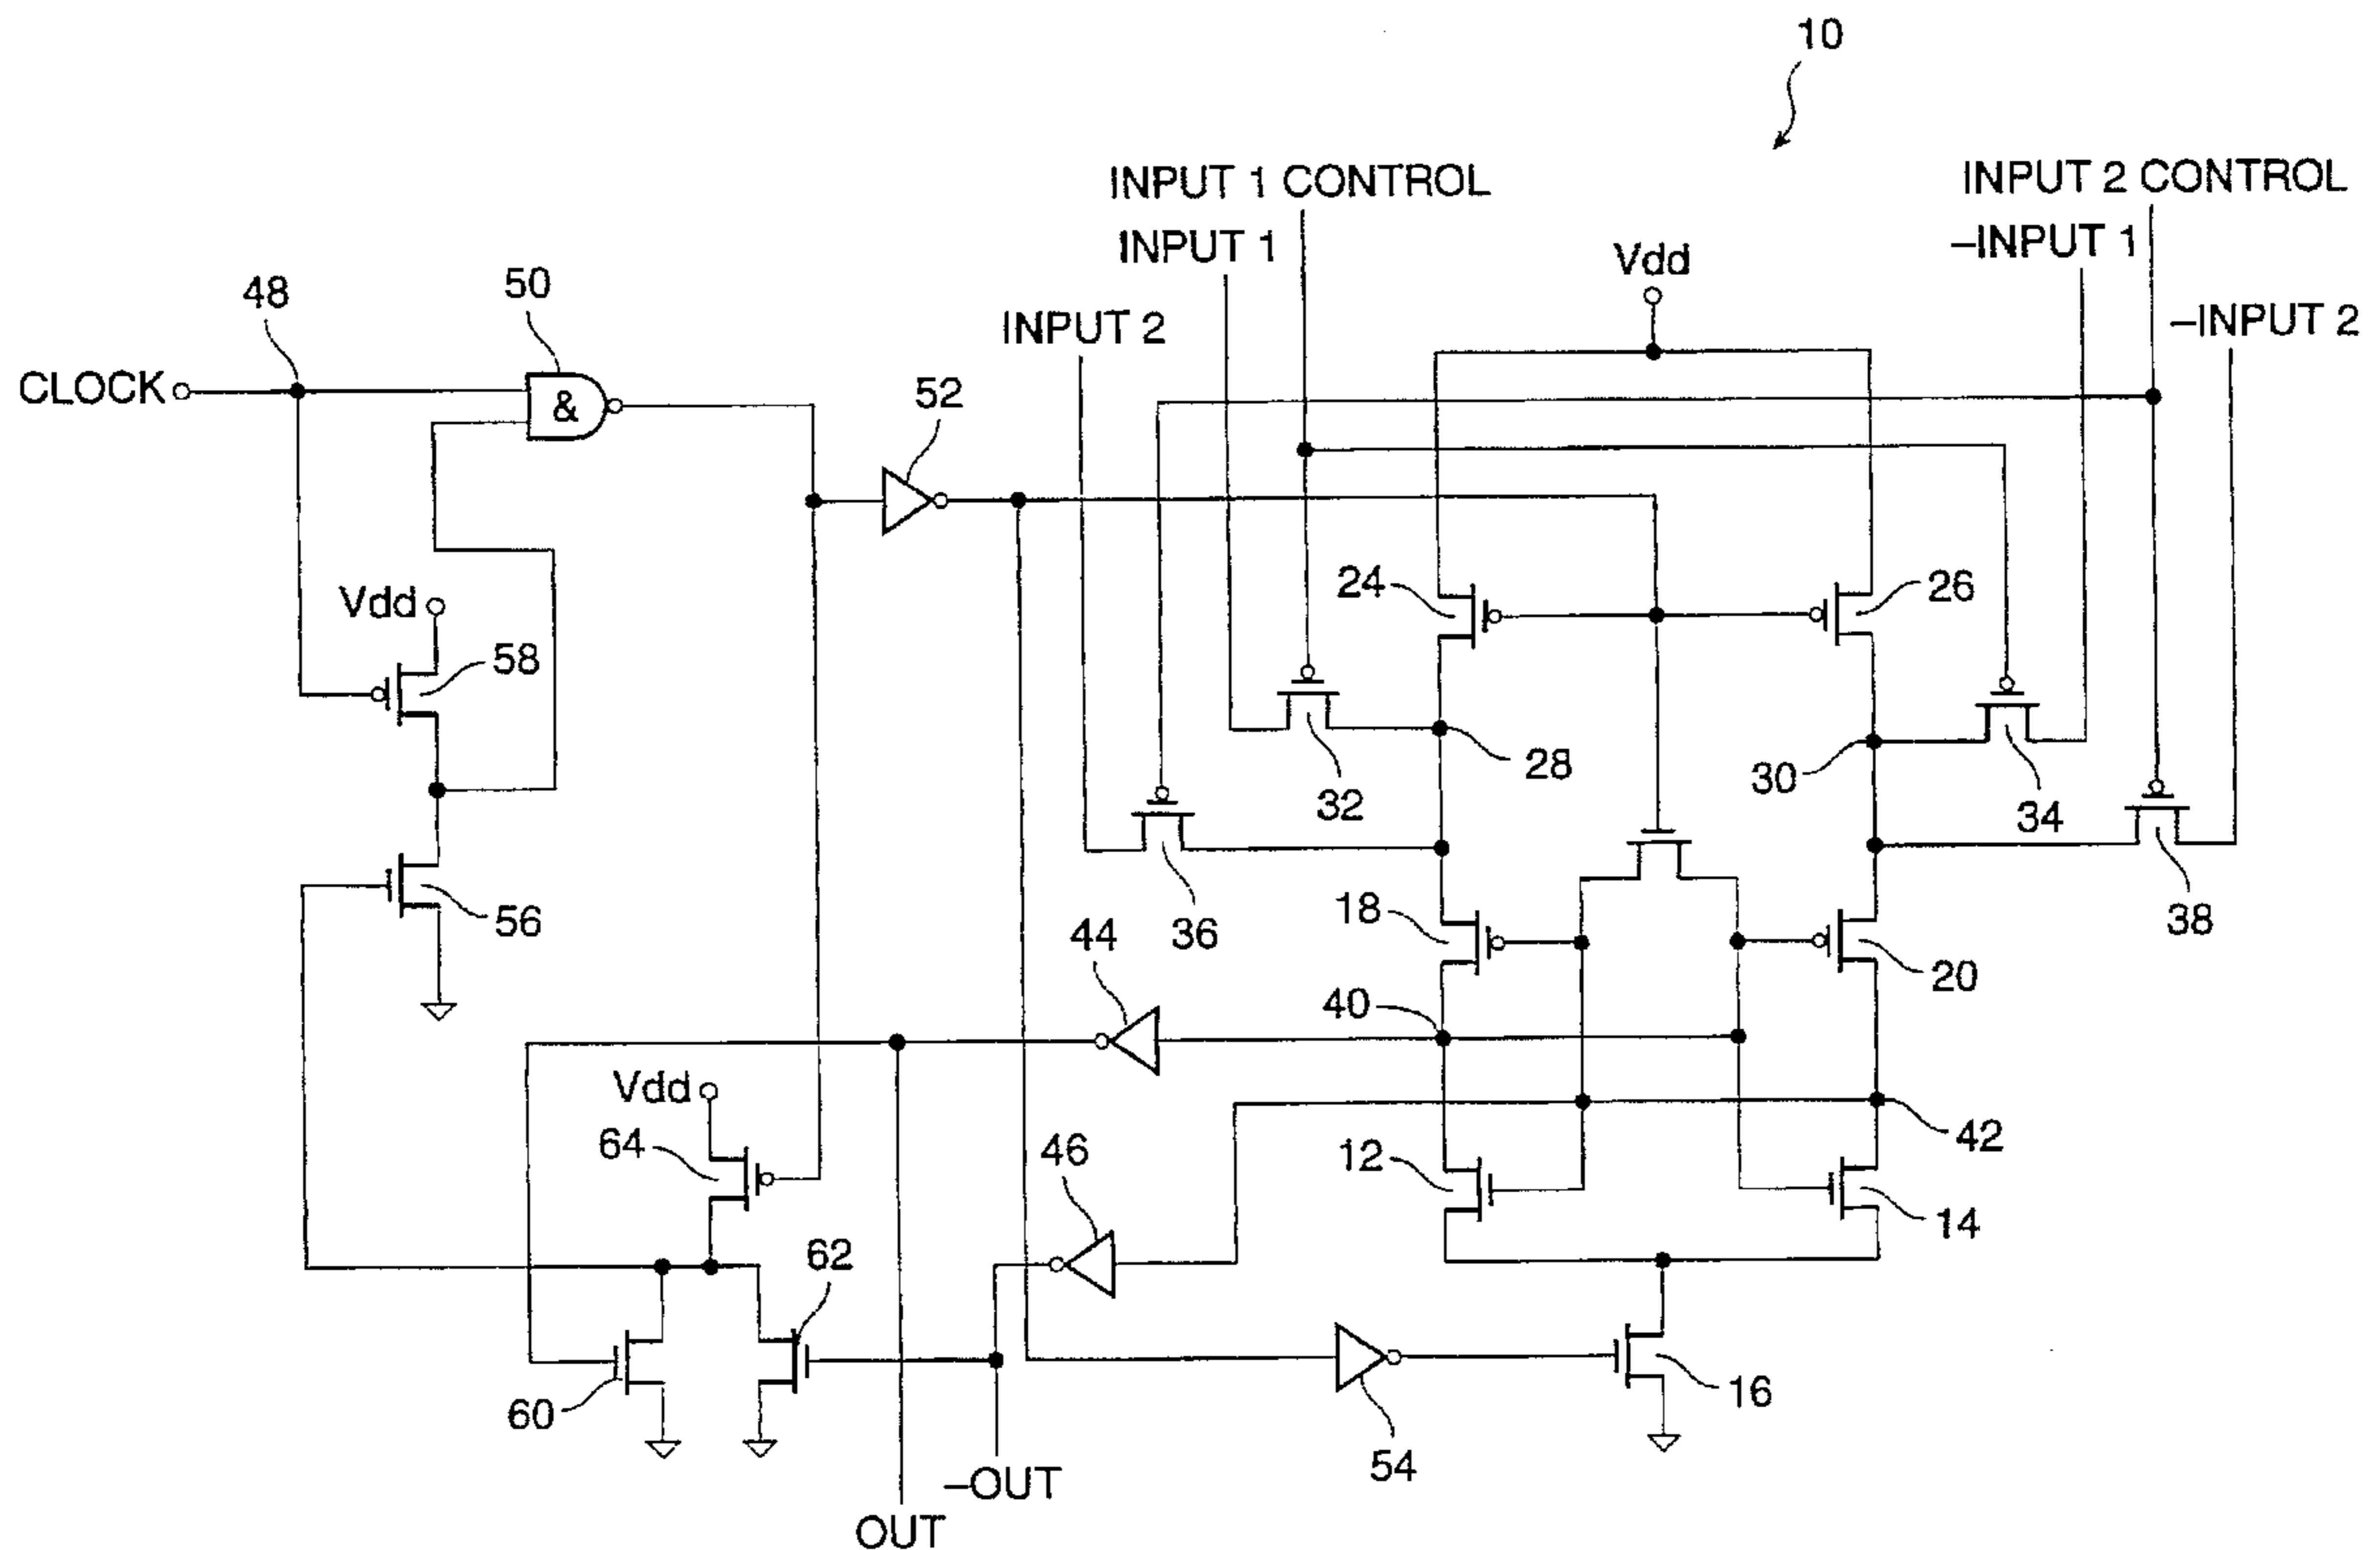 10
INPUT 1 CONTROL
INPUT 2 CONTROL
INPUT 1
–INPUT 1
Vdd
50
48
INPUT 2
–INPUT 2
CLOCK
&
52
24
26
Vdd
58
28
30
32
34
18
36
38
56
44
20
40
Vdd
64
46
12
42
14
62
60
16
54
–OUT
OUT